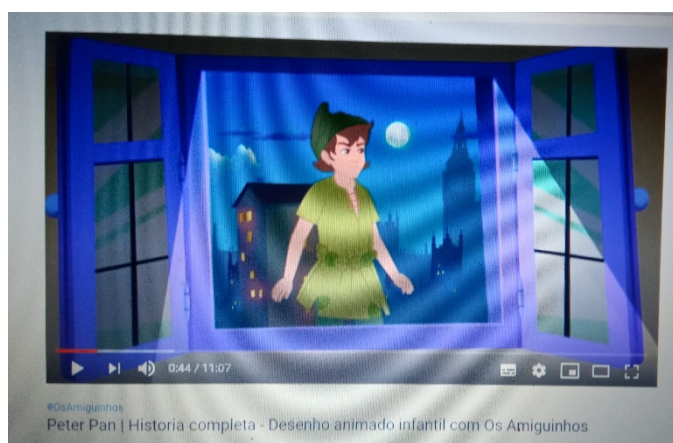 0:44 / 11:07
#OsAmiguinhos
Peter Pan | Historia completa - Desenho animado infantil com Os Amiguinhos